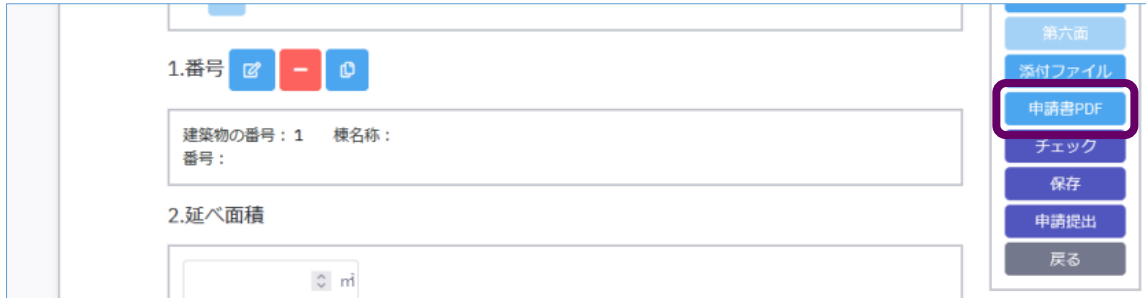 1.番号
建築物の番号：1 棟名称：
番号：
2.延べ面積
㎡
第六面
添付ファイル
申請書PDF
チェック
保存
申請提出
戻る